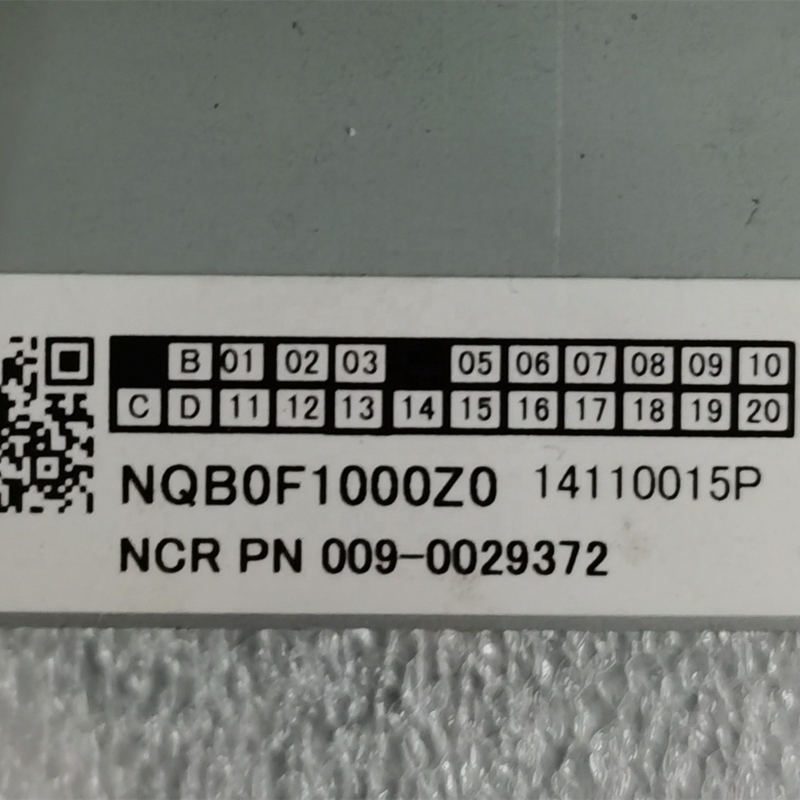 B 01 02 03 05 06 07 08 09 10
C D 11 12 13 14 15 16 17 18 19 20
NQB0F1000Z0 14110015P
NCR PN 009-0029372